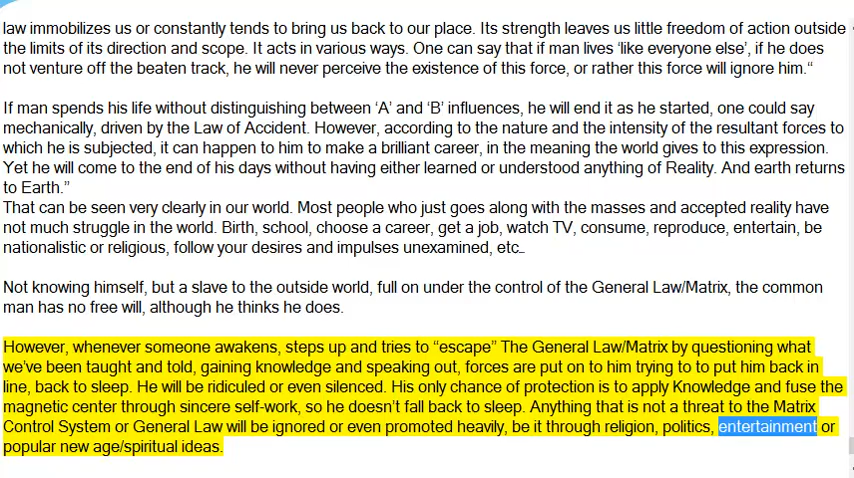 law immobilizes us or constantly tends to bring us back to our place. Its strength leaves us little freedom of action outside
the limits of its direction and scope. It acts in various ways. One can say that if man lives ‘like everyone else’, if he does
not venture off the beaten track, he will never perceive the existence of this force, or rather this force will ignore him.“
If man spends his life without distinguishing between ‘A’ and ‘B’ influences, he will end it as he started, one could say
mechanically, driven by the Law of Accident. However, according to the nature and the intensity of the resultant forces to
which he is subjected, it can happen to him to make a brilliant career, in the meaning the world gives to this expression.
Yet he will come to the end of his days without having either learned or understood anything of Reality. And earth returns
to Earth.”
That can be seen very clearly in our world. Most people who just goes along with the masses and accepted reality have
not much struggle in the world. Birth, school, choose a career, get a job, watch TV, consume, reproduce, entertain, be
nationalistic or religious, follow your desires and impulses unexamined, etc..
Not knowing himself, but a slave to the outside world, full on under the control of the General Law/Matrix, the common
man has no free will, although he thinks he does.
However, whenever someone awakens, steps up and tries to “escape” The General Law/Matrix by questioning what
we’ve been taught and told, gaining knowledge and speaking out, forces are put on to him trying to to put him back in
line, back to sleep. He will be ridiculed or even silenced. His only chance of protection is to apply Knowledge and fuse the
magnetic center through sincere self-work, so he doesn’t fall back to sleep. Anything that is not a threat to the Matrix
Control System or General Law will be ignored or even promoted heavily, be it through religion, politics, entertainment or
popular new age/spiritual ideas.